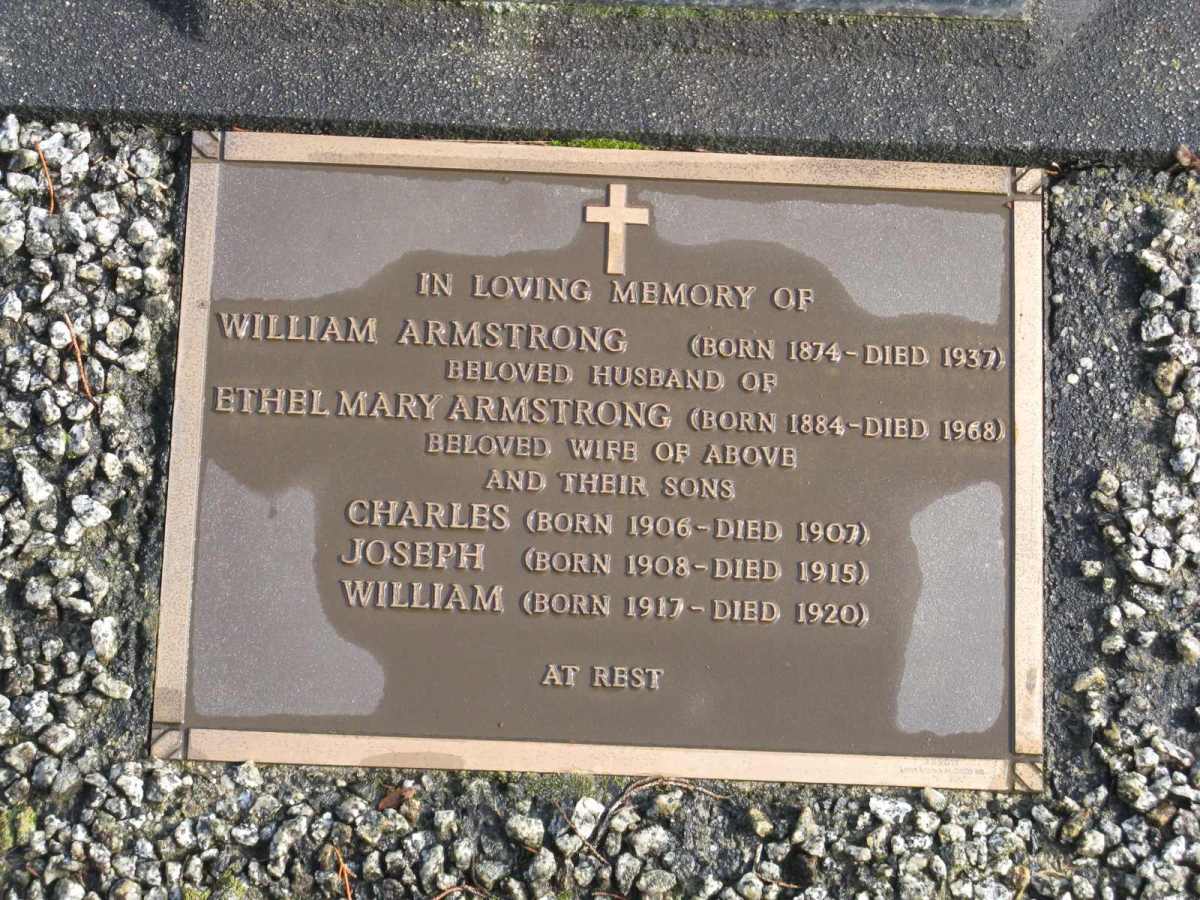 IN LOVING MEMORY OF
WILLIAM ARMSTRONG (BORN 1874-DIED 1937)
BELOVED HUSBAND OF
ETHEL MARY ARMSTRONG (BORN 1884-DIED 1968)
BELOVED WIFE OF ABOVE
AND THEIR SONS
CHARLES (BORN 1906-DIED 1907)
JOSEPH (BORN 1908-DIED 1915)
WILLIAM (BORN 1917-DIED 1920)
AT REST